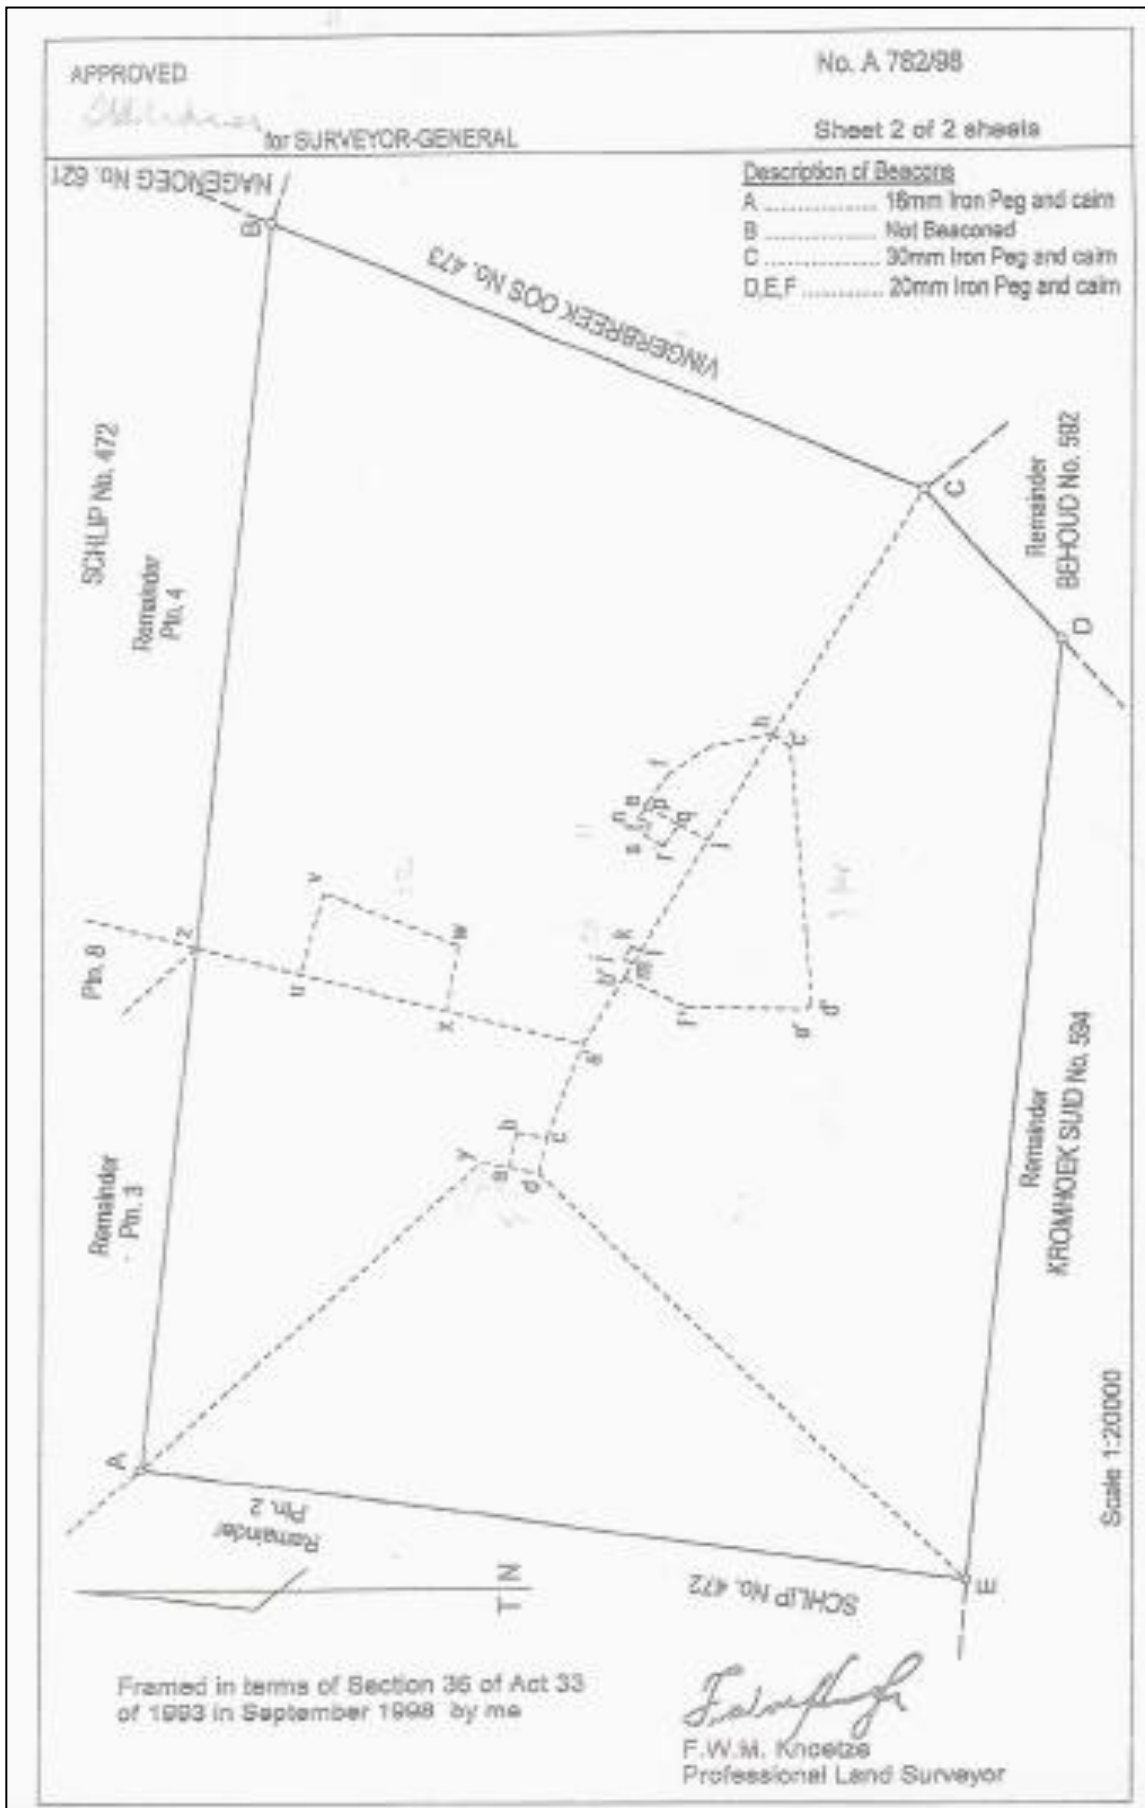 APPROVED
for SURVEYOR-GENERAL
No. A 782/98
Sheet 2 of 2 sheets
Description of Beacons
A .............. 16mm Iron Peg and cairn
B .............. Not Beaconed
C .............. 30mm Iron Peg and cairn
D,E,F ............ 20mm Iron Peg and cairn
NAGENOEG No. 621
B
VINGERBREEK OOS No. 473
SCHLIP No. 472
Remainder
Ptn. 4
C
Remainder
BEHOUD No. 592
D
h
c'
f
e
n
p
s
q
r
j
v
z
Ptn. 8
u
w
x
k
l
b'
m
f'
e'
d'
a'
b
c
y
a
d
Remainder
Ptn. 3
Remainder
KROMHOEK SUID No. 594
A
Remainder
Ptn. 2
T N
SCHLIP No. 472
E
Scale 1:20000
Framed in terms of Section 36 of Act 33
of 1993 in September 1998 by me
F.W.M. Knoetze
Professional Land Surveyor